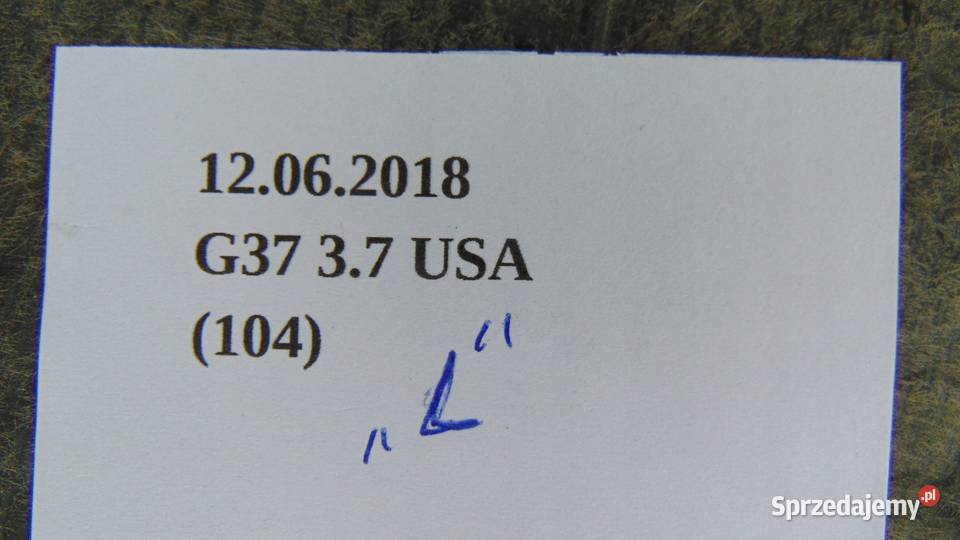 12.06.2018
G37 3.7 USA
(104)
„L"
Sprzedajemy.pl